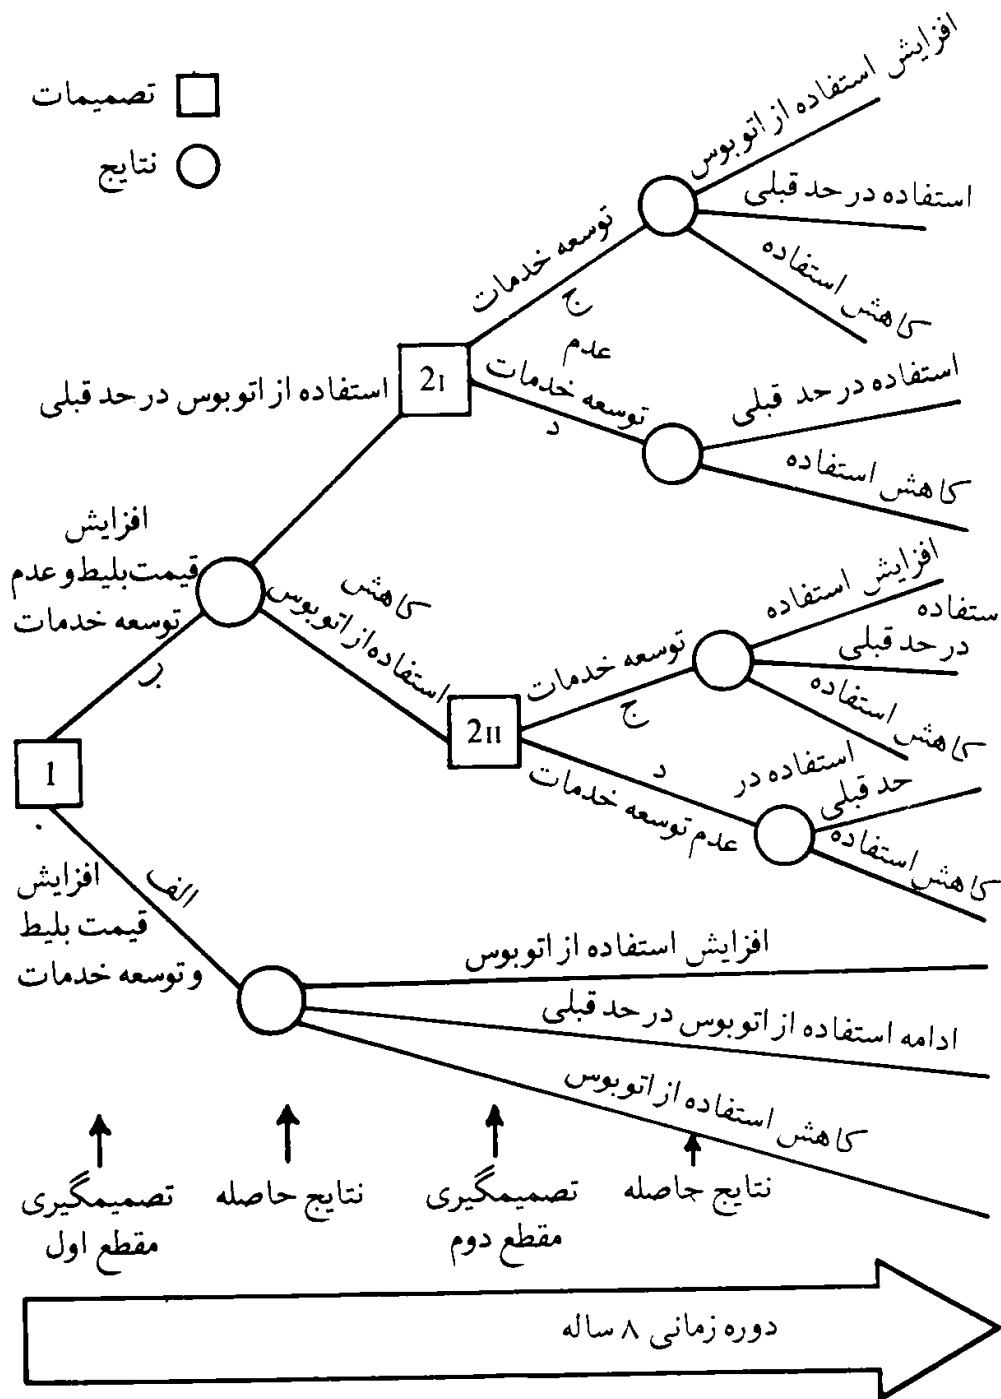 تصمیمات
نتایج
افزایش استفاده از اتوبوس
استفاده در حد قبلی
کاهش استفاده
توسعه خدمات
ج
2I
عدم
توسعه خدمات
د
استفاده در حد قبلی
کاهش استفاده
استفاده از اتوبوس در حد قبلی
افزایش
قیمت بلیط و عدم
توسعه خدمات
ب
کاهش
استفاده از اتوبوس
2II
توسعه خدمات
ج
افزایش استفاده
ستفاده
در حد قبلی
کاهش استفاده
د
عدم توسعه خدمات
استفاده در
حد قبلی
کاهش استفاده
1
الف
افزایش
قیمت بلیط
و توسعه خدمات
افزایش استفاده از اتوبوس
ادامه استفاده از اتوبوس در حد قبلی
کاهش استفاده از اتوبوس
تصمیمگیری
مقطع اول
نتایج حاصله
تصمیمگیری
مقطع دوم
نتایج حاصله
دوره زمانی ۸ ساله